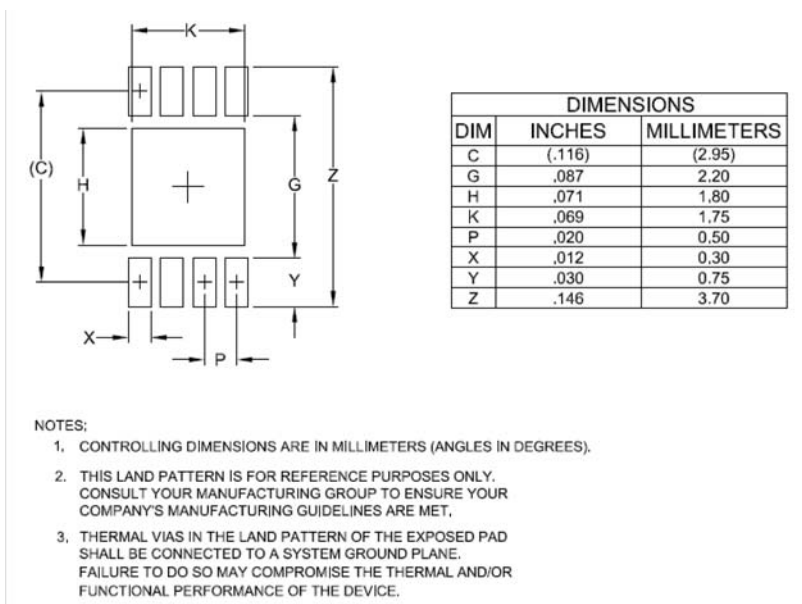 K
(C)
H
G
Z
Y
X
P
DIMENSIONS
DIM INCHES MILLIMETERS
C (.116) (2.95)
G .087 2.20
H .071 1.80
K .069 1.75
P .020 0.50
X .012 0.30
Y .030 0.75
Z .146 3.70
NOTES:
1. CONTROLLING DIMENSIONS ARE IN MILLIMETERS (ANGLES IN DEGREES).
2. THIS LAND PATTERN IS FOR REFERENCE PURPOSES ONLY.
CONSULT YOUR MANUFACTURING GROUP TO ENSURE YOUR
COMPANY'S MANUFACTURING GUIDELINES ARE MET.
3. THERMAL VIAS IN THE LAND PATTERN OF THE EXPOSED PAD
SHALL BE CONNECTED TO A SYSTEM GROUND PLANE.
FAILURE TO DO SO MAY COMPROMISE THE THERMAL AND/OR
FUNCTIONAL PERFORMANCE OF THE DEVICE.